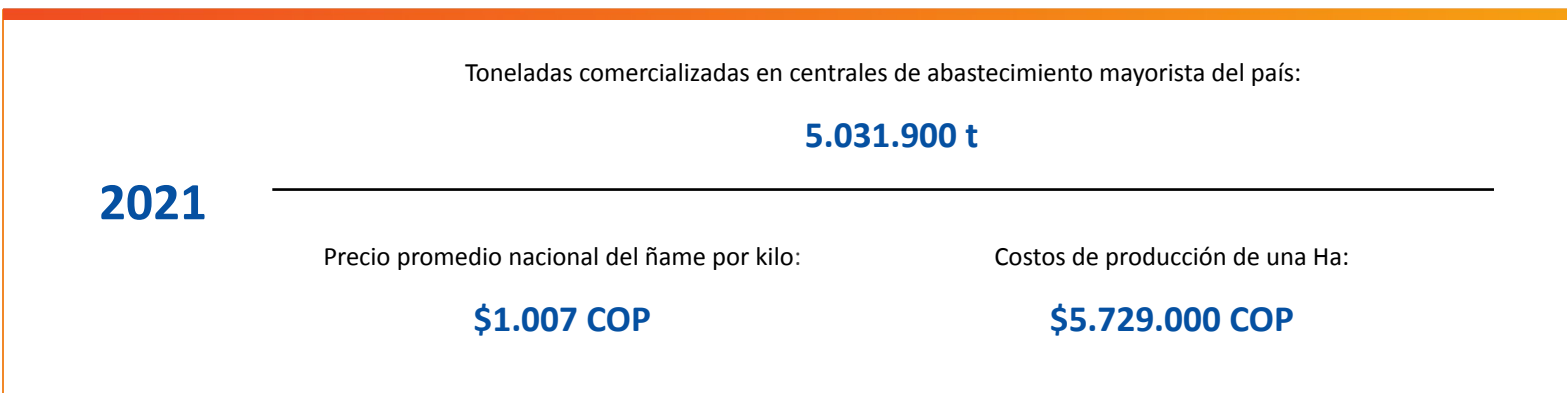 Toneladas comercializadas en centrales de abastecimiento mayorista del país:
5.031.900 t
2021
Precio promedio nacional del ñame por kilo:
$1.007 COP
Costos de producción de una Ha:
$5.729.000 COP